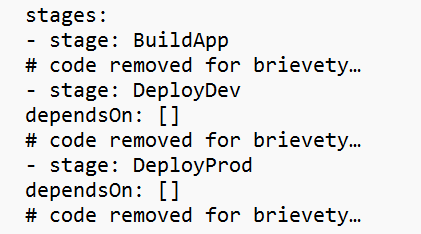 stages:
- stage: BuildApp
# code removed for brievety…
- stage: DeployDev
dependsOn: []
# code removed for brievety…
- stage: DeployProd
dependsOn: []
# code removed for brievety…